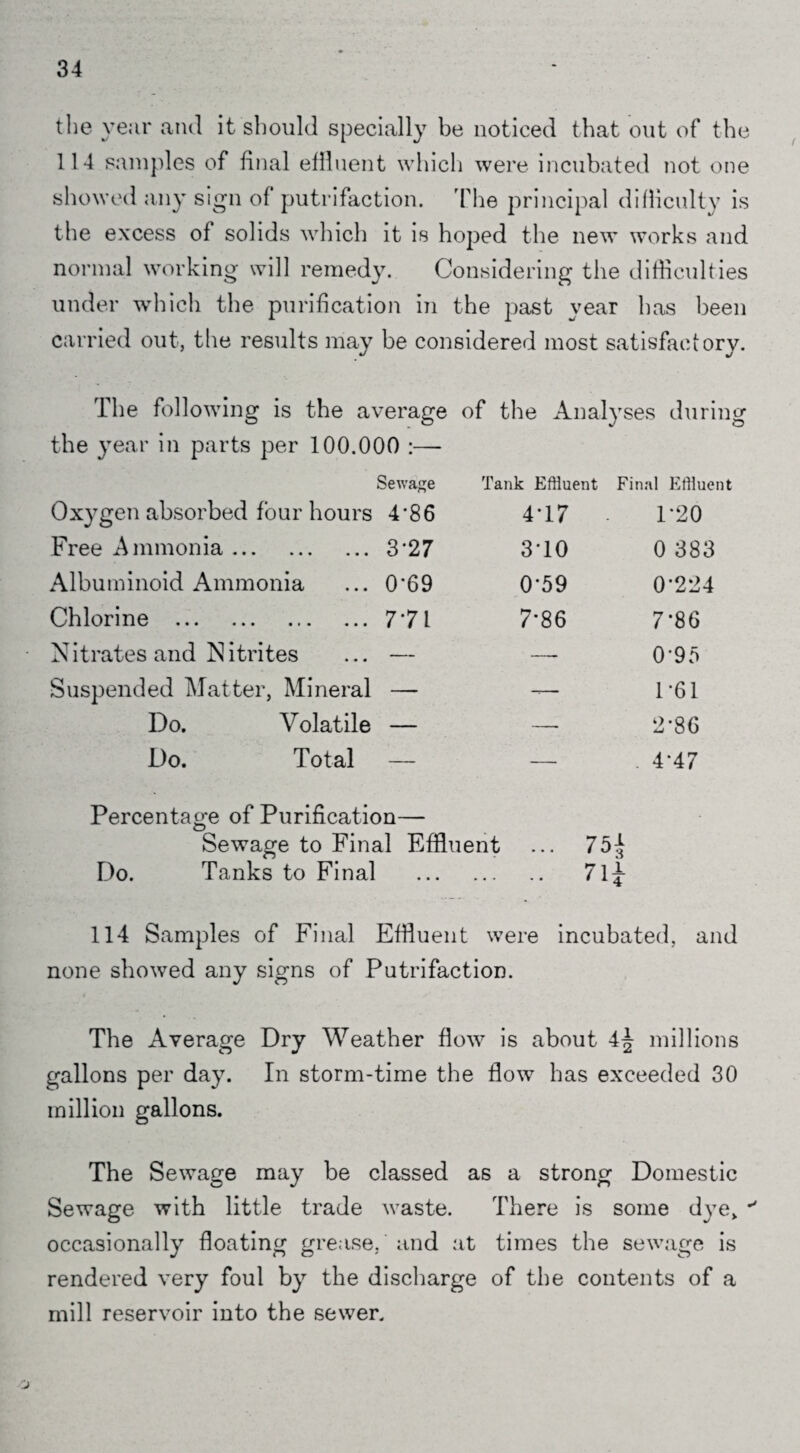 34
the year and it should specially be noticed that out of the
114 samples of final effluent which were incubated not one
showed any sign of putrifaction. The principal difficulty is
the excess of solids which it is hoped the new works and
normal working will remedy. Considering the difficulties
under which the purification in the past year has been
carried out, the results may be considered most satisfactory.
The following is the average of the Analyses during
the year in parts per 100.000 :—
Sewage Tank Effluent Final Effluent
Oxygen absorbed four hours 4·86 4·17 1·20
Free Ammonia ... ... ... 3·27 3·10 0 383
Albuminoid Ammonia ... 0·69 0·59 0·224
Chlorine ... ... ... ... 7·71 7·86 7·86
Nitrates and Nitrites ... — — 0·95
Suspended Matter, Mineral — — 1·61
Do. Volatile — — 2·86
Do. Total — — 4·47
Percentage of Purification—
Sewage to Final Effluent ... 75⅓
Do. Tanks to Final ... ... .. 71¼
114 Samples of Final Effluent were incubated, and
none showed any signs of Putrifaction.
The Average Dry Weather flow is about 4½ millions
gallons per day. In storm-time the flow has exceeded 30
million gallons.
The Sewage may be classed as a strong Domestic
Sewage with little trade waste. There is some dye,
occasionally floating grease, and at times the sewage is
rendered very foul by the discharge of the contents of a
mill reservoir into the sewer.